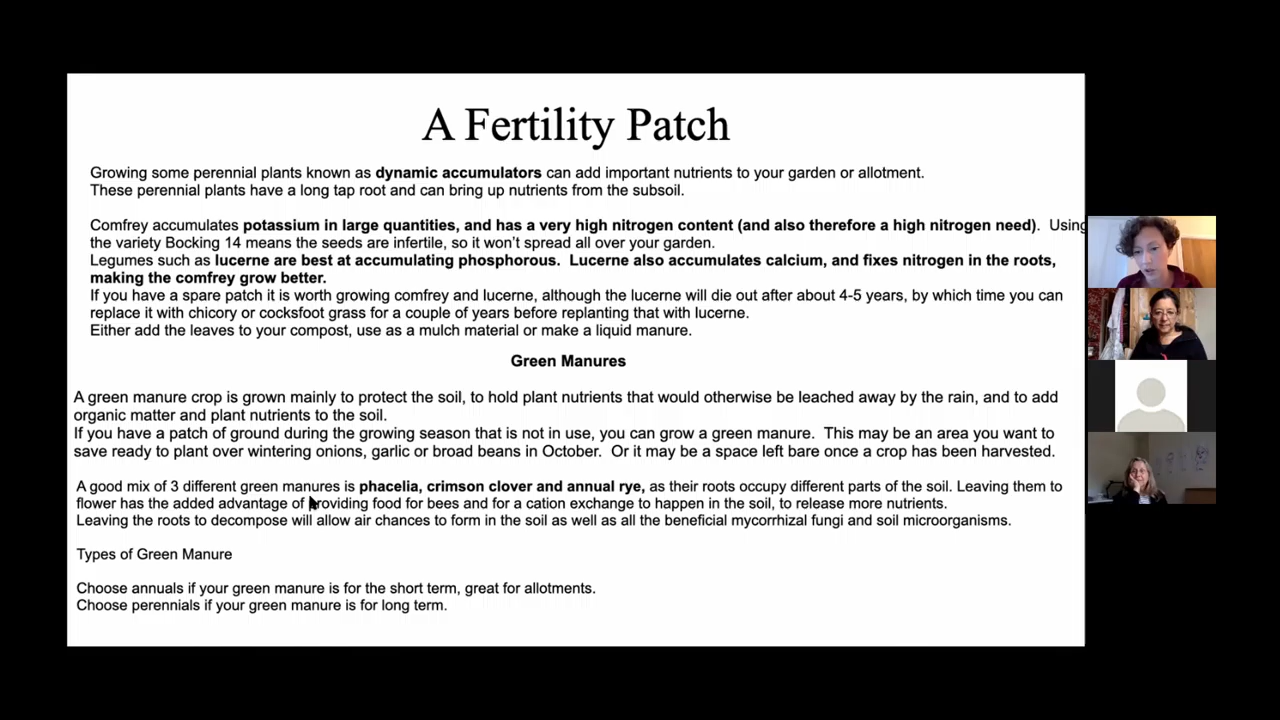 A Fertility Patch
Growing some perennial plants known as dynamic accumulators can add important nutrients to your garden or allotment.
These perennial plants have a long tap root and can bring up nutrients from the subsoil.
Comfrey accumulates potassium in large quantities, and has a very high nitrogen content (and also therefore a high nitrogen need). Using
the variety Bocking 14 means the seeds are infertile, so it won't spread all over your garden.
Legumes such as lucerne are best at accumulating phosphorous. Lucerne also accumulates calcium, and fixes nitrogen in the roots,
making the comfrey grow better.
If you have a spare patch it is worth growing comfrey and lucerne, although the lucerne will die out after about 4-5 years, by which time you can
replace it with chicory or cocksfoot grass for a couple of years before replanting that with lucerne.
Either add the leaves to your compost, use as a mulch material or make a liquid manure.
Green Manures
A green manure crop is grown mainly to protect the soil, to hold plant nutrients that would otherwise be leached away by the rain, and to add
organic matter and plant nutrients to the soil.
If you have a patch of ground during the growing season that is not in use, you can grow a green manure. This may be an area you want to
save ready to plant over wintering onions, garlic or broad beans in October. Or it may be a space left bare once a crop has been harvested.
A good mix of 3 different green manures is phacelia, crimson clover and annual rye, as their roots occupy different parts of the soil. Leaving them to
flower has the added advantage of providing food for bees and for a cation exchange to happen in the soil, to release more nutrients.
Leaving the roots to decompose will allow air chances to form in the soil as well as all the beneficial mycorrhizal fungi and soil microorganisms.
Types of Green Manure
Choose annuals if your green manure is for the short term, great for allotments.
Choose perennials if your green manure is for long term.